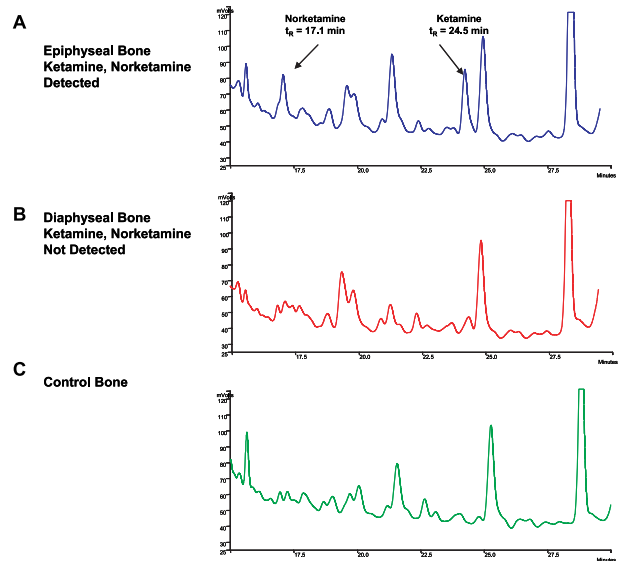 A
Epiphyseal Bone
Ketamine, Norketamine
Detected
Norketamine
tR = 17.1 min
Ketamine
tR = 24.5 min
mVolts
120
110
100
90
80
70
60
50
40
30
25
17.5
20.0
22.5
25.0
27.5
Minutes
B
Diaphyseal Bone
Ketamine, Norketamine
Not Detected
mVolts
120
110
100
90
80
70
60
50
40
30
25
17.5
20.0
22.5
25.0
27.5
Minutes
C
Control Bone
mVolts
120
110
100
90
80
70
60
50
40
30
25
17.5
20.0
22.5
25.0
27.5
Minutes